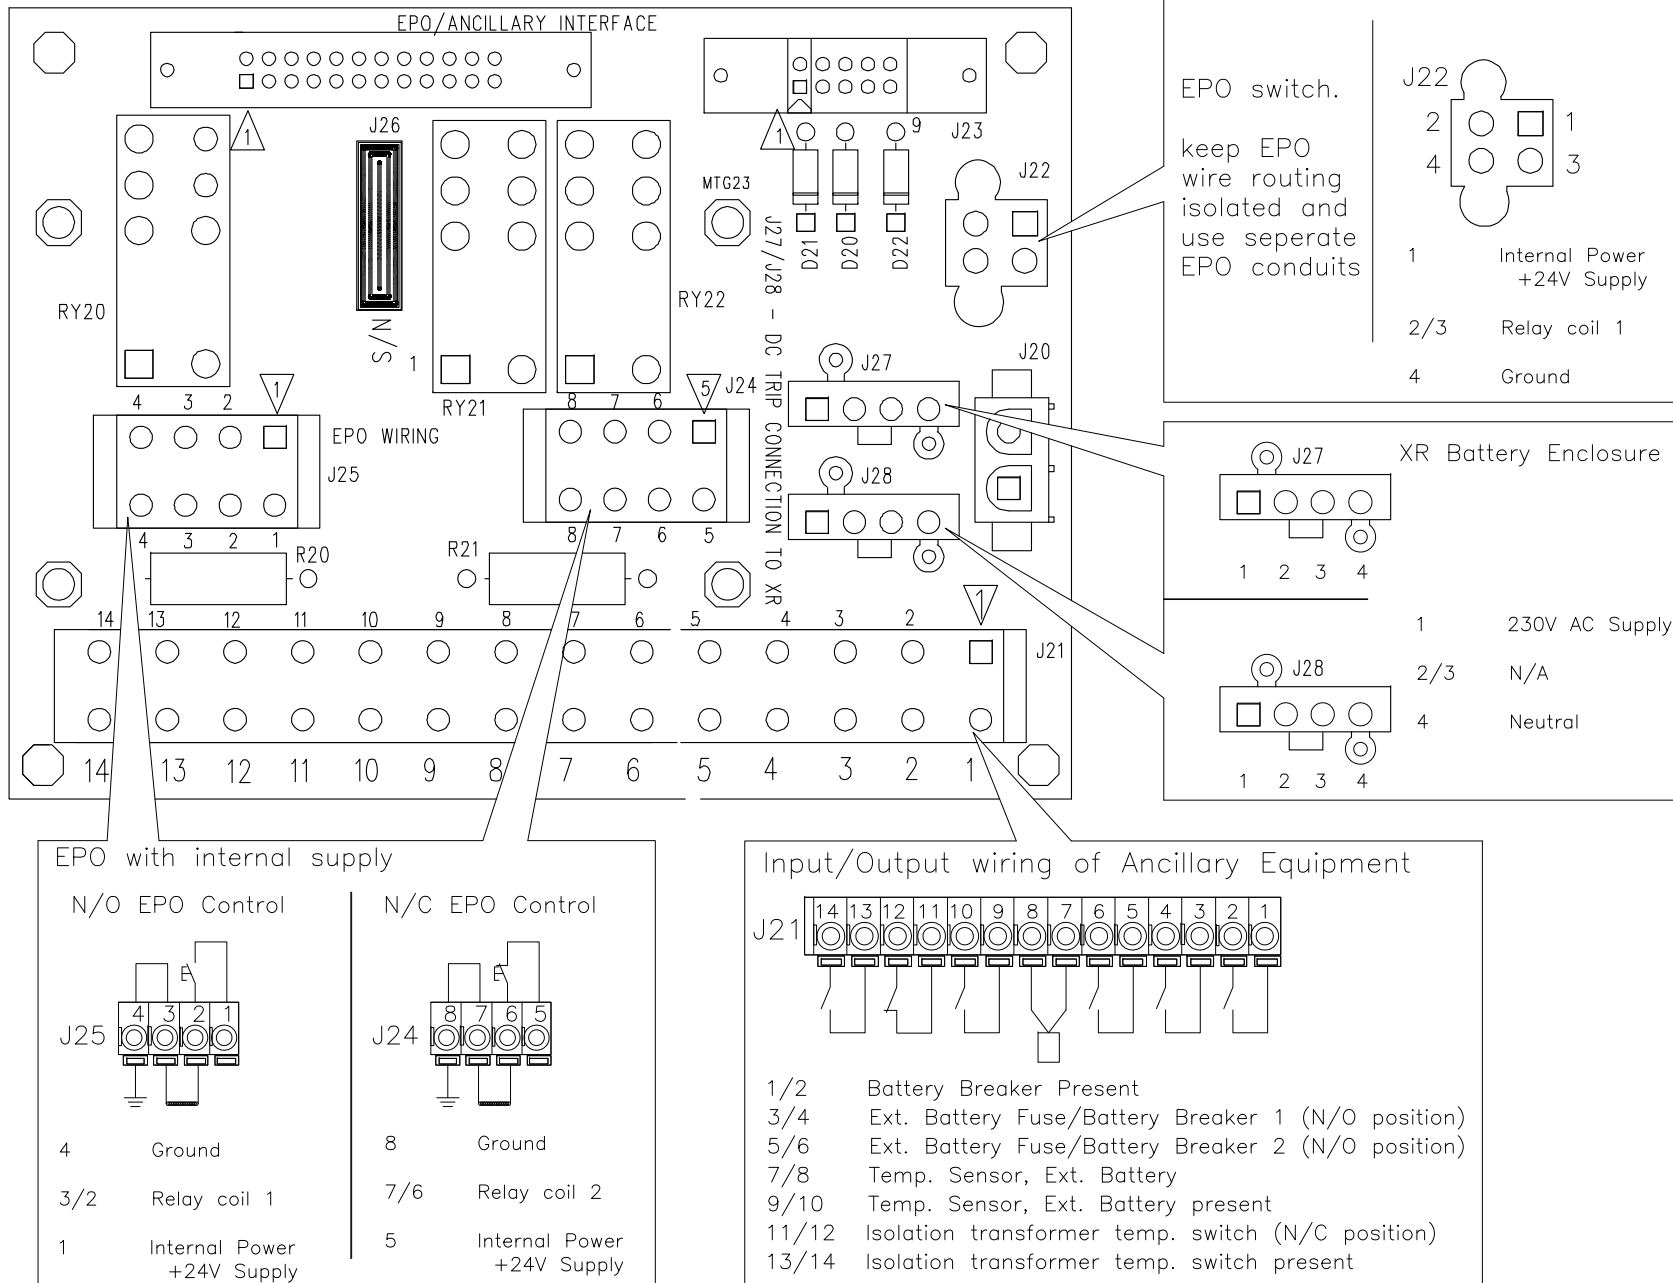 EPO/ANCILLARY INTERFACE
1
J26
1
9
J23
MTG23
J22
D21
D20
D22
J27/J28 - DC TRIP CONNECTION TO XR
RY20
S/N
1
RY21
RY22
J27
J20
4 3 2 1
EPO WIRING
J25
8 7 6 5
J24
J28
4 3 2 1
R20
8 7 6 5
R21
14 13 12 11 10 9 8 7 6 5 4 3 2 1
J21
14 13 12 11 10 9 8 7 6 5 4 3 2 1
EPO switch.
keep EPO
wire routing
isolated and
use seperate
EPO conduits
J22
2 1
4 3
1 Internal Power
+24V Supply
2/3 Relay coil 1
4 Ground
XR Battery Enclosure
J27
1 2 3 4
1 230V AC Supply
2/3 N/A
4 Neutral
J28
1 2 3 4
EPO with internal supply
N/O EPO Control
J25
4 3 2 1
4 Ground
3/2 Relay coil 1
1 Internal Power
+24V Supply
N/C EPO Control
J24
8 7 6 5
8 Ground
7/6 Relay coil 2
5 Internal Power
+24V Supply
Input/Output wiring of Ancillary Equipment
J21
14 13 12 11 10 9 8 7 6 5 4 3 2 1
1/2 Battery Breaker Present
3/4 Ext. Battery Fuse/Battery Breaker 1 (N/O position)
5/6 Ext. Battery Fuse/Battery Breaker 2 (N/O position)
7/8 Temp. Sensor, Ext. Battery
9/10 Temp. Sensor, Ext. Battery present
11/12 Isolation transformer temp. switch (N/C position)
13/14 Isolation transformer temp. switch present